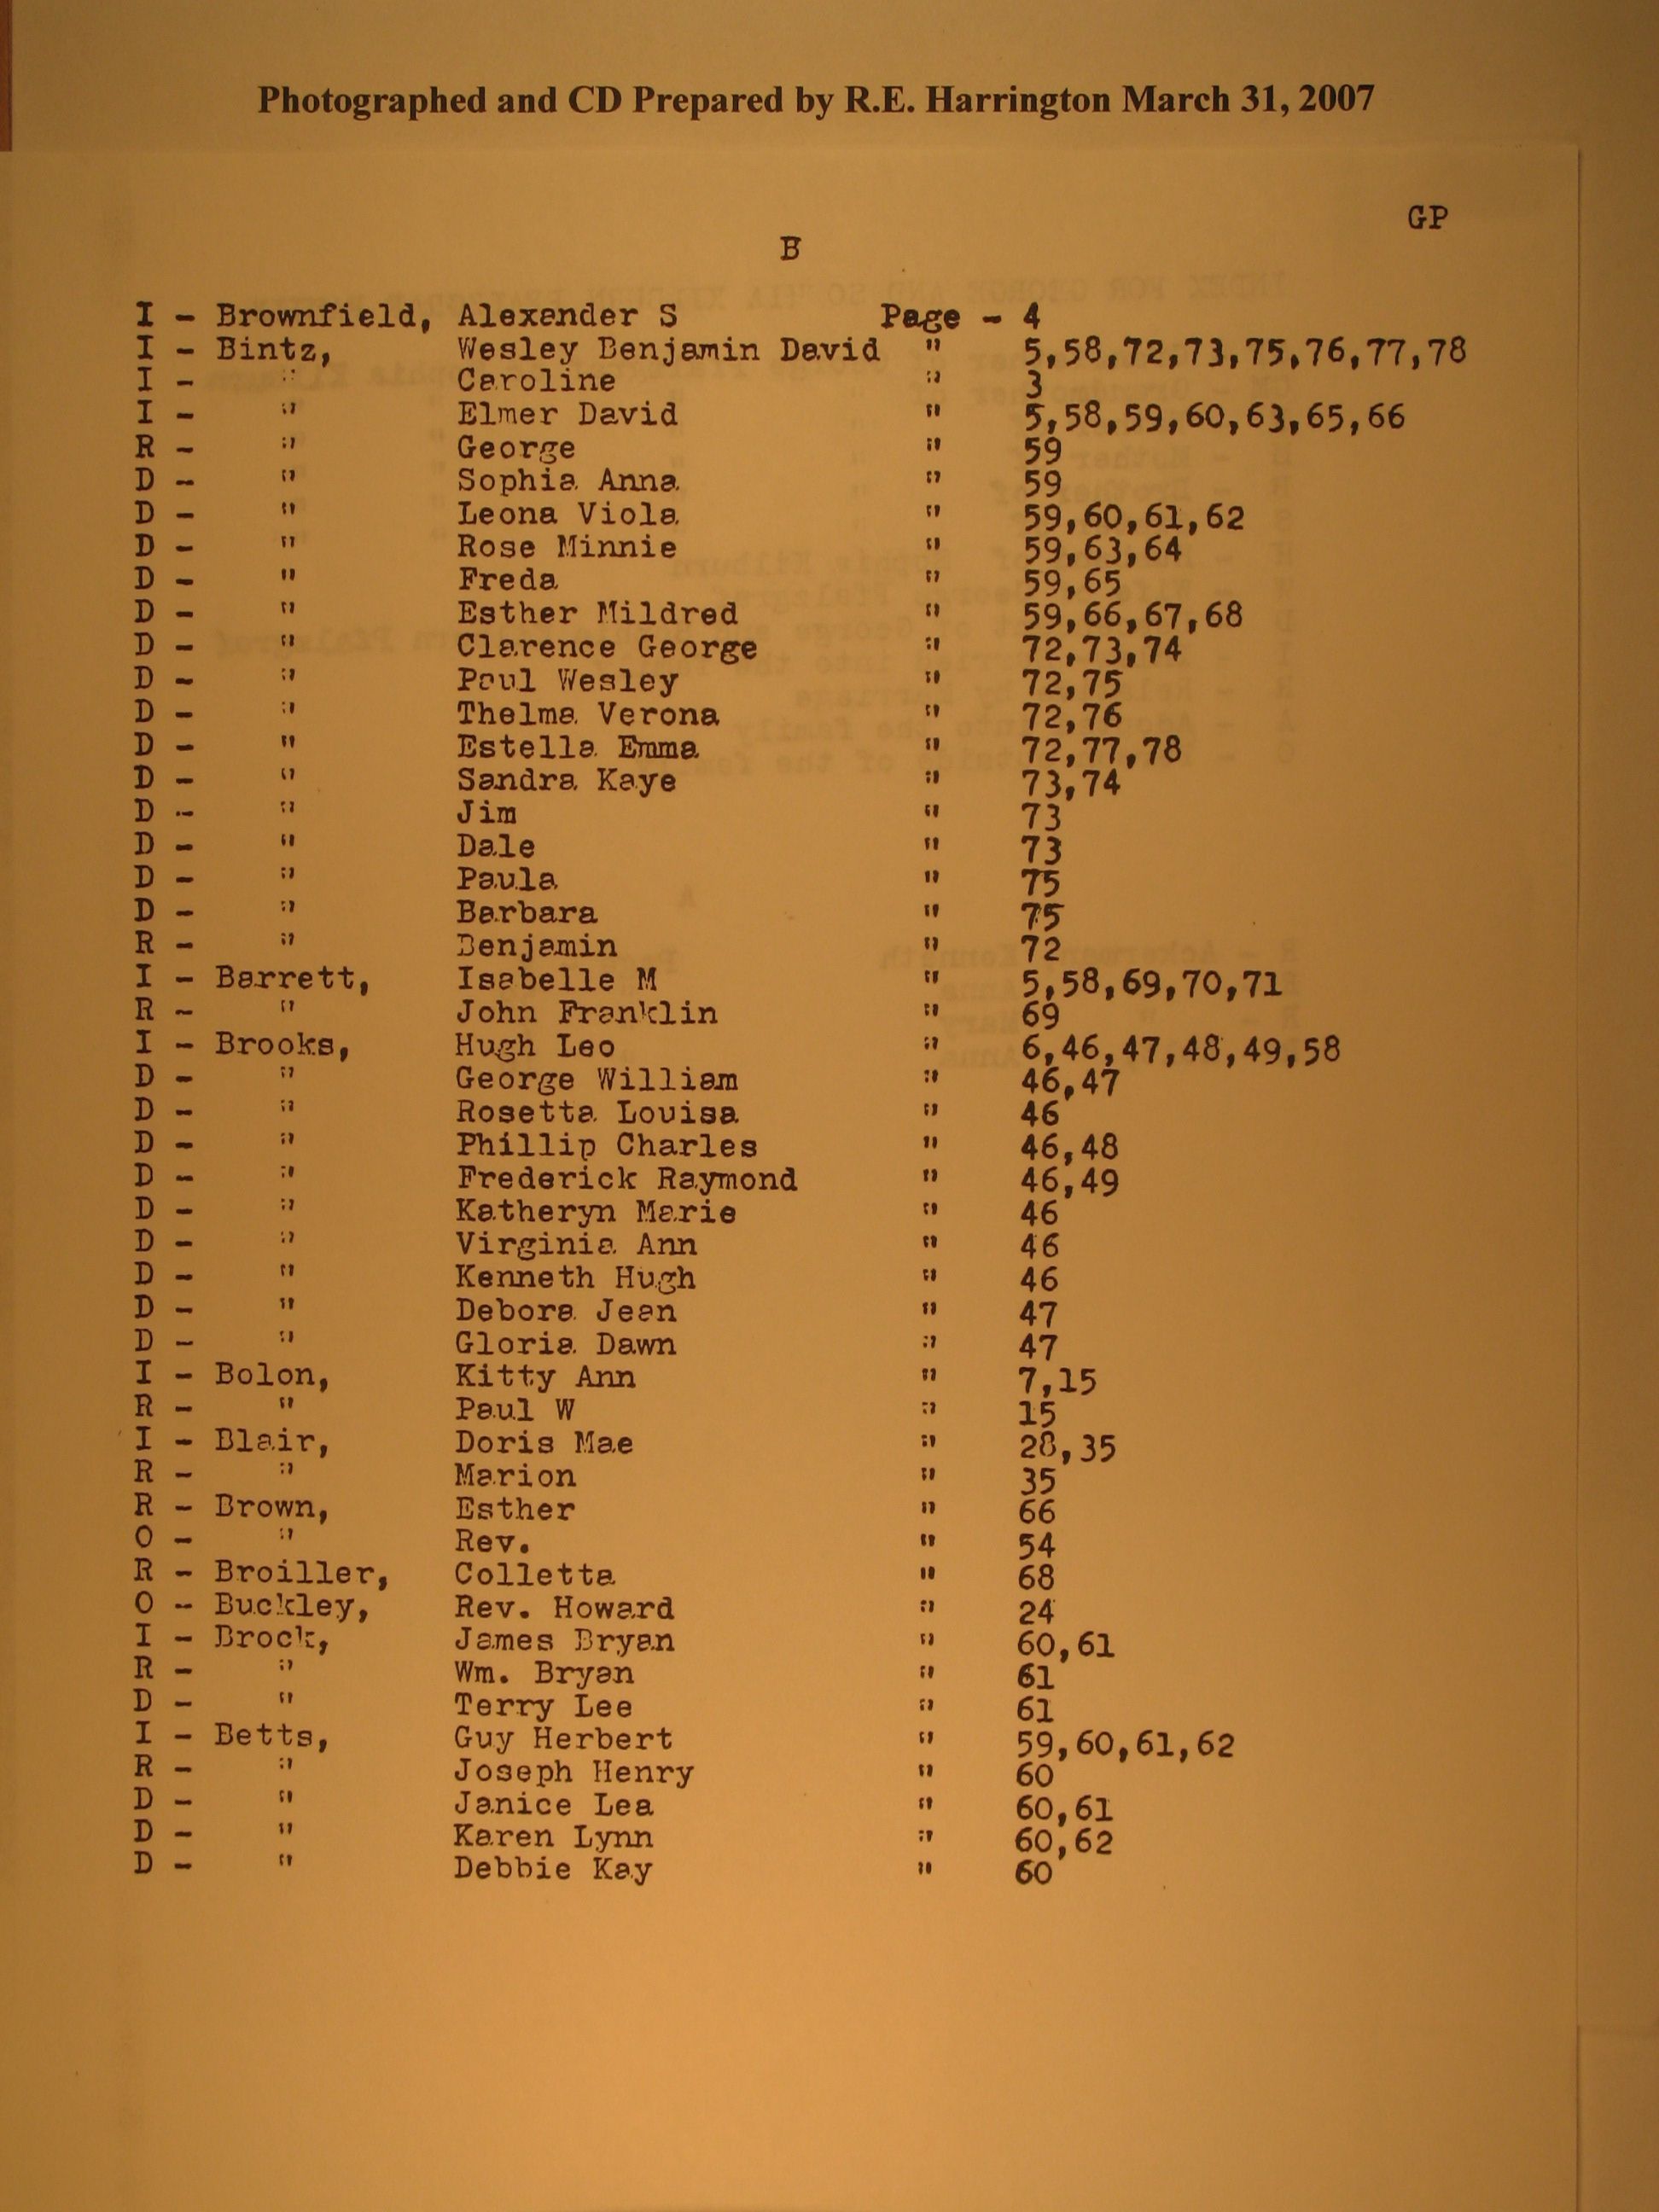 Photographed and CD Prepared by R.E. Harrington March 31, 2007
GP
B
I - Brownfield, Alexander S Page - 4
I - Bintz, Wesley Benjamin David " 5,58,72,73,75,76,77,78
I - " Caroline " 3
I - " Elmer David " 5,58,59,60,63,65,66
R - " George " 59
D - " Sophia Anna " 59
D - " Leona Viola " 59,60,61,62
D - " Rose Minnie " 59,63,64
D - " Freda " 59,65
D - " Esther Mildred " 59,66,67,68
D - " Clarence George " 72,73,74
D - " Paul Wesley " 72,75
D - " Thelma Verona " 72,76
D - " Estella Emma " 72,77,78
D - " Sandra Kaye " 73,74
D - " Jim " 73
D - " Dale " 73
D - " Paula " 75
D - " Barbara " 75
R - " Benjamin " 72
I - Barrett, Isabelle M " 5,58,69,70,71
R - " John Franklin " 69
I - Brooks, Hugh Leo " 6,46,47,48,49,58
D - " George William " 46,47
D - " Rosetta Louisa " 46
D - " Phillip Charles " 46,48
D - " Frederick Raymond " 46,49
D - " Katheryn Marie " 46
D - " Virginia Ann " 46
D - " Kenneth Hugh " 46
D - " Debora Jean " 47
D - " Gloria Dawn " 47
I - Bolon, Kitty Ann " 7,15
R - " Paul W " 15
I - Blair, Doris Mae " 28,35
R - " Marion " 35
R - Brown, Esther " 66
O - " Rev. " 54
R - Broiller, Colletta " 68
O - Buckley, Rev. Howard " 24
I - Brock, James Bryan " 60,61
R - " Wm. Bryan " 61
D - " Terry Lee " 61
I - Betts, Guy Herbert " 59,60,61,62
R - " Joseph Henry " 60
D - " Janice Lea " 60,61
D - " Karen Lynn " 60,62
D - " Debbie Kay " 60